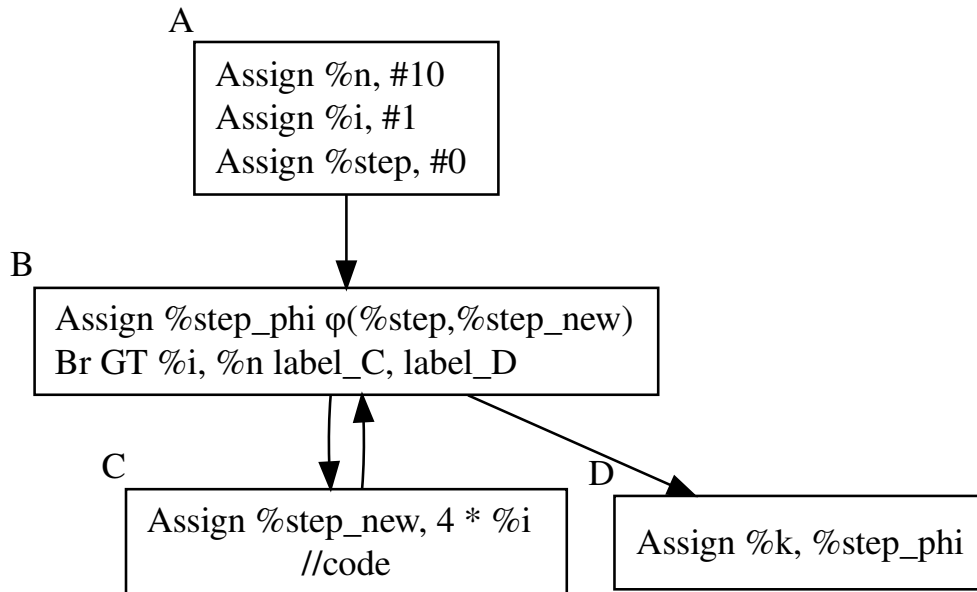 A
Assign %n, #10
Assign %i, #1
Assign %step, #0
B
Assign %step_phi φ(%step,%step_new)
Br GT %i, %n label_C, label_D
C
Assign %step_new, 4 * %i
//code
D
Assign %k, %step_phi